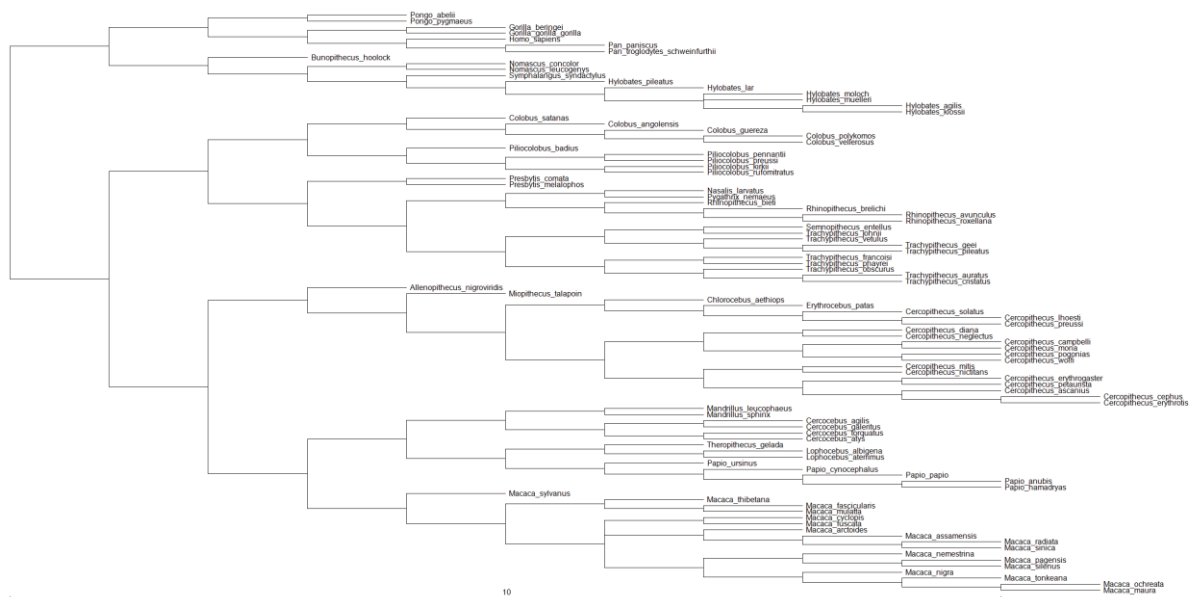 Pongo_abelii
Pongo_pygmaeus
Gorilla_beringei
Gorilla_gorilla_gorilla
Homo_sapiens
Pan_paniscus
Pan_troglodytes_schweinfurthii
Bunopithecus_hoolock
Nomascus_concolor
Nomascus_leucogenys
Symphalangus_syndactylus
Hylobates_pileatus
Hylobates_lar
Hylobates_moloch
Hylobates_muelleri
Hylobates_agilis
Hylobates_klossii
Colobus_satanas
Colobus_angolensis
Colobus_guereza
Colobus_polykomos
Colobus_vellerosus
Piliocolobus_badius
Piliocolobus_pennantii
Piliocolobus_preussi
Piliocolobus_kirkii
Piliocolobus_rufomitratus
Presbytis_comata
Presbytis_melalophos
Nasalis_larvatus
Pygathrix_nemaeus
Rhinopithecus_bieti
Rhinopithecus_brelichi
Rhinopithecus_avunculus
Rhinopithecus_roxellana
Semnopithecus_entellus
Trachypithecus_johnii
Trachypithecus_vetulus
Trachypithecus_geei
Trachypithecus_pileatus
Trachypithecus_francoisi
Trachypithecus_phayrei
Trachypithecus_obscurus
Trachypithecus_auratus
Trachypithecus_cristatus
Allenopithecus_nigroviridis
Miopithecus_talapoin
Chlorocebus_aethiops
Erythrocebus_patas
Cercopithecus_solatus
Cercopithecus_lhoesti
Cercopithecus_preussi
Cercopithecus_diana
Cercopithecus_neglectus
Cercopithecus_campbelli
Cercopithecus_mona
Cercopithecus_pogonias
Cercopithecus_wolfi
Cercopithecus_mitis
Cercopithecus_nictitans
Cercopithecus_erythrogaster
Cercopithecus_petaurista
Cercopithecus_ascanius
Cercopithecus_cephus
Cercopithecus_erythrotis
Mandrillus_leucophaeus
Mandrillus_sphinx
Cercocebus_agilis
Cercocebus_galeritus
Cercocebus_torquatus
Cercocebus_atys
Theropithecus_gelada
Lophocebus_albigena
Lophocebus_aterrimus
Papio_ursinus
Papio_cynocephalus
Papio_papio
Papio_anubis
Papio_hamadryas
Macaca_sylvanus
Macaca_thibetana
Macaca_fascicularis
Macaca_mulatta
Macaca_cyclopis
Macaca_fuscata
Macaca_arctoides
Macaca_assamensis
Macaca_radiata
Macaca_sinica
Macaca_nemestrina
Macaca_pagensis
Macaca_silenus
Macaca_nigra
Macaca_tonkeana
Macaca_ochreata
Macaca_maura
10